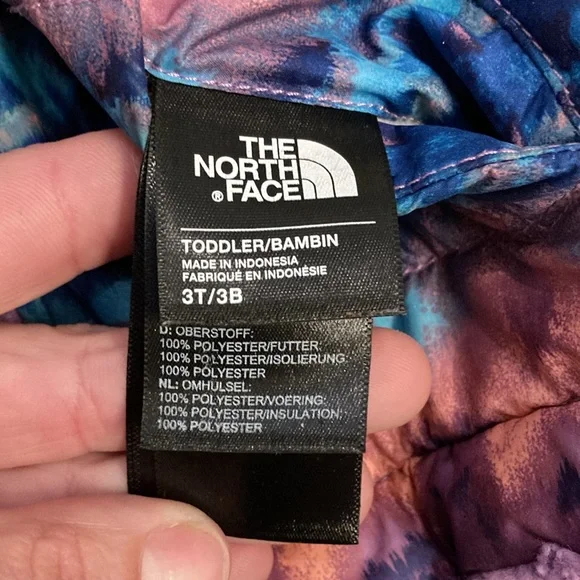 THE
NORTH
FACE
®
TODDLER/BAMBIN
MADE IN INDONESIA
FABRIQUÉ EN INDONÉSIE
3T/3B
D: OBERSTOFF:
100% POLYESTER/FUTTER:
100% POLYESTER/ISOLIERUNG:
100% POLYESTER
NL: OMHULSEL:
100% POLYESTER/VOERING:
100% POLYESTER/INSULATION:
100% POLYESTER